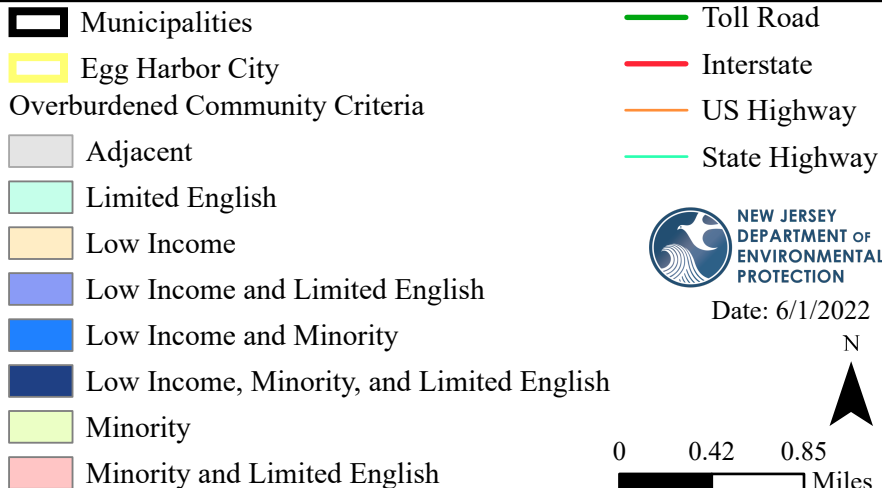 Municipalities
Egg Harbor City
Overburdened Community Criteria
Adjacent
Limited English
Low Income
Low Income and Limited English
Low Income and Minority
Low Income, Minority, and Limited English
Minority
Minority and Limited English
Toll Road
Interstate
US Highway
State Highway
NEW JERSEY
DEPARTMENT OF
ENVIRONMENTAL
PROTECTION
Date: 6/1/2022
N
0 0.42 0.85
Miles